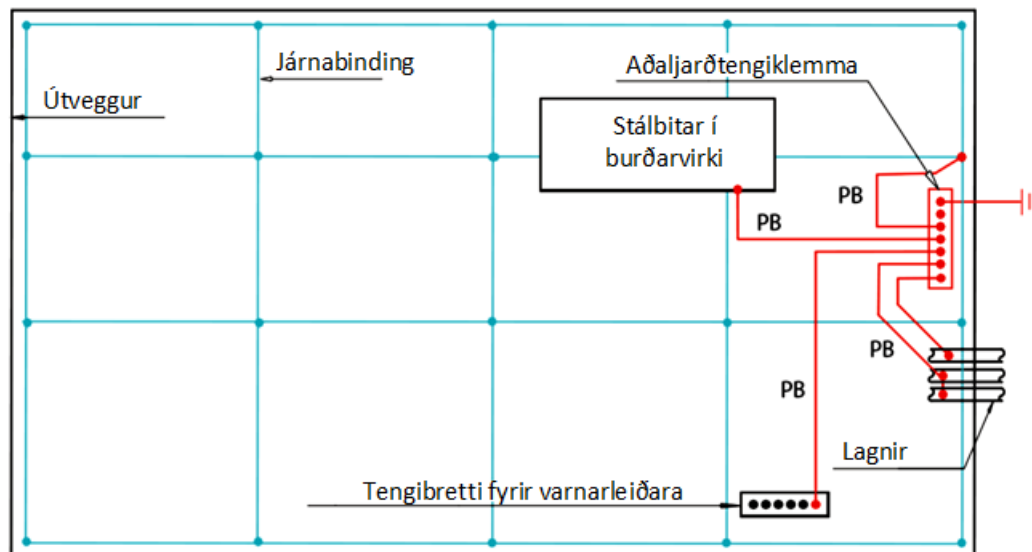 Járnabinding
Aðaljarðtengiklemma
Útveggur
Stálbitar í
burðarvirki
PB
PB
PB
PB
Lagnir
Tengibretti fyrir varnarleiðara